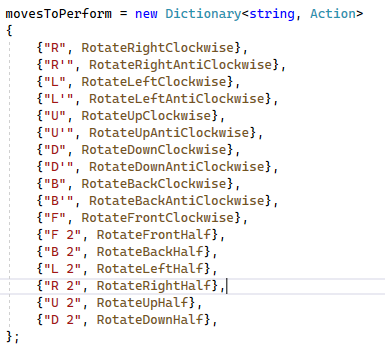 movesToPerform = new Dictionary<string, Action>
{
    {"R", RotateRightClockwise},
    {"R'", RotateRightAntiClockwise},
    {"L", RotateLeftClockwise},
    {"L'", RotateLeftAntiClockwise},
    {"U", RotateUpClockwise},
    {"U'", RotateUpAntiClockwise},
    {"D", RotateDownClockwise},
    {"D'", RotateDownAntiClockwise},
    {"B", RotateBackClockwise},
    {"B'", RotateBackAntiClockwise},
    {"F", RotateFrontClockwise},
    {"F 2", RotateFrontHalf},
    {"B 2", RotateBackHalf},
    {"L 2", RotateLeftHalf},
    {"R 2", RotateRightHalf},
    {"U 2", RotateUpHalf},
    {"D 2", RotateDownHalf},
};